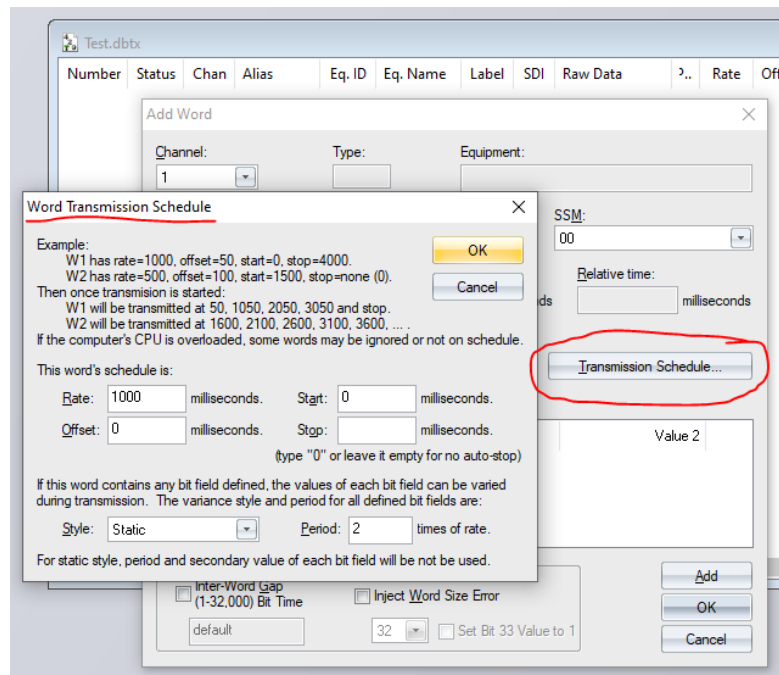 Test.dbtx
Number Status Chan Alias Eq. ID Eq. Name Label SDI Raw Data Rate
Add Word
Channel: Type: Equipment:
1
Word Transmission Schedule
SSM:
00
Example:
W1 has rate=1000, offset=50, start=0, stop=4000.
W2 has rate=500, offset=100, start=1500, stop=none (0).
Then once transmision is started:
W1 will be transmitted at 50, 1050, 2050, 3050 and stop.
W2 will be transmitted at 1600, 2100, 2600, 3100, 3600, ... .
If the computer's CPU is overloaded, some words may be ignored or not on schedule.
OK
Cancel
Relative time:
milliseconds
Transmission Schedule...
This word's schedule is:
Rate: 1000 milliseconds. Start: 0 milliseconds.
Offset: 0 milliseconds. Stop: milliseconds.
(type "0" or leave it empty for no auto-stop)
Value 2
If this word contains any bit field defined, the values of each bit field can be varied
during transmission. The variance style and period for all defined bit fields are:
Style: Static Period: 2 times of rate.
For static style, period and secondary value of each bit field will be not be used.
Inter-Word Gap
(1-32,000) Bit Time
default
Inject Word Size Error
32 Set Bit 33 Value to 1
Add
OK
Cancel